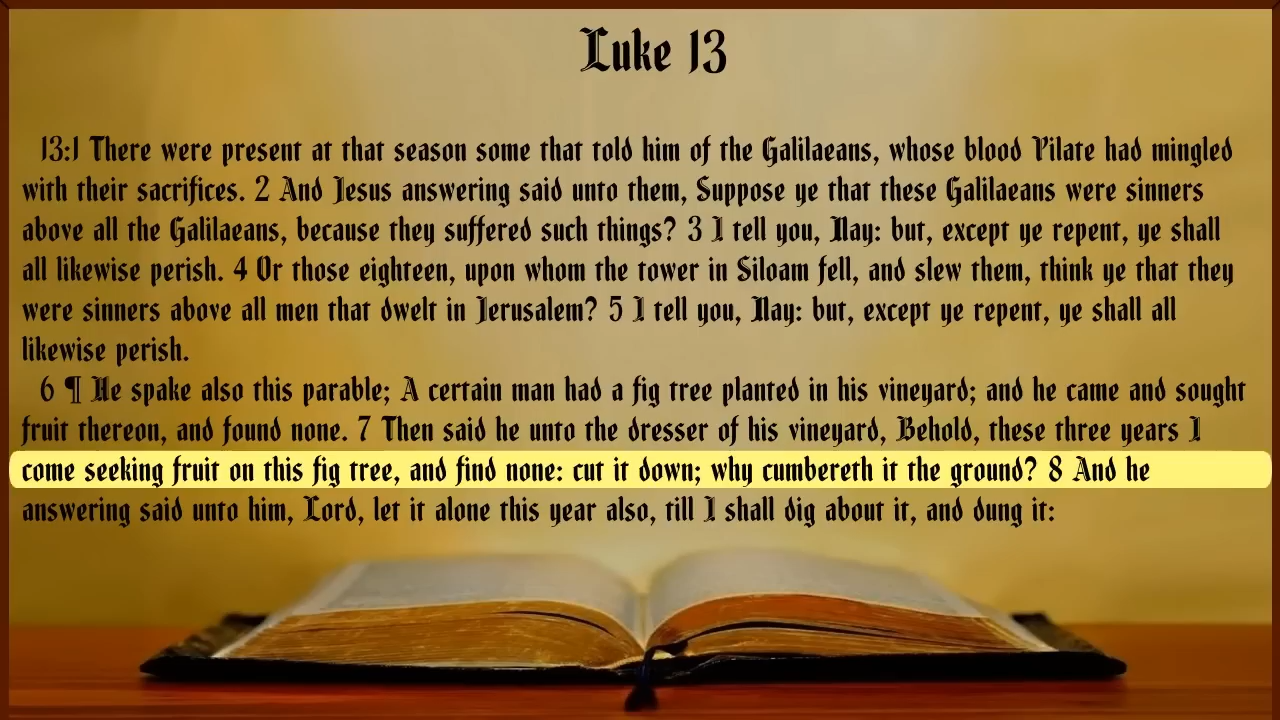 Luke 13
13:1 There were present at that season some that told him of the Galilaeans, whose blood Pilate had mingled
with their sacrifices. 2 And Jesus answering said unto them, Suppose ye that these Galilaeans were sinners
above all the Galilaeans, because they suffered such things? 3 I tell you, Nay: but, except ye repent, ye shall
all likewise perish. 4 Or those eighteen, upon whom the tower in Siloam fell, and slew them, think ye that they
were sinners above all men that dwelt in Jerusalem? 5 I tell you, Nay: but, except ye repent, ye shall all
likewise perish.
6 ¶ He spake also this parable; A certain man had a fig tree planted in his vineyard; and he came and sought
fruit thereon, and found none. 7 Then said he unto the dresser of his vineyard, Behold, these three years I
come seeking fruit on this fig tree, and find none: cut it down; why cumbereth it the ground? 8 And he
answering said unto him, Lord, let it alone this year also, till I shall dig about it, and dung it: